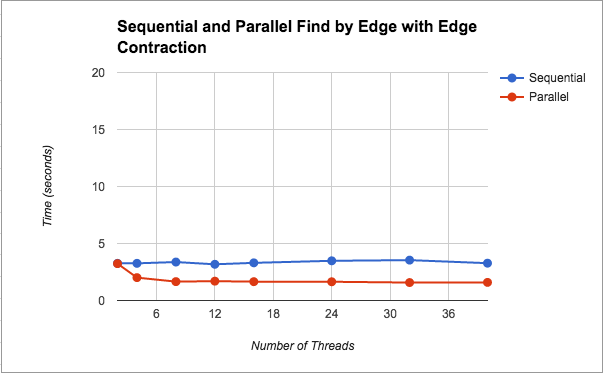 Sequential and Parallel Find by Edge with Edge
Contraction
20
15
10
5
0
Time (seconds)
6 12 18 24 30 36
Number of Threads
Sequential
Parallel